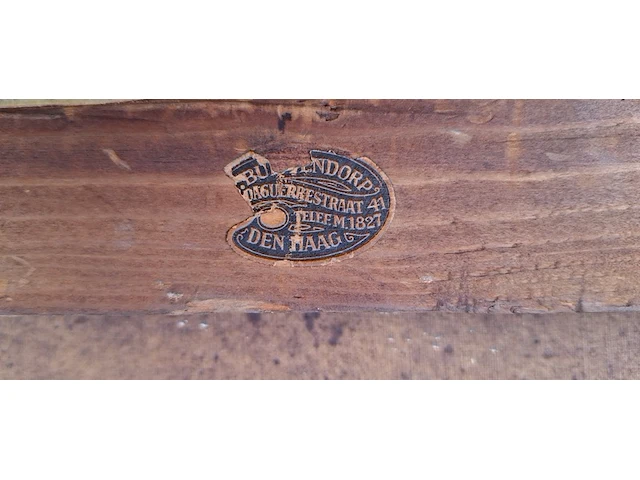 DAGUERRESTRAAT 41
TELEF. M. 1827
DEN HAAG